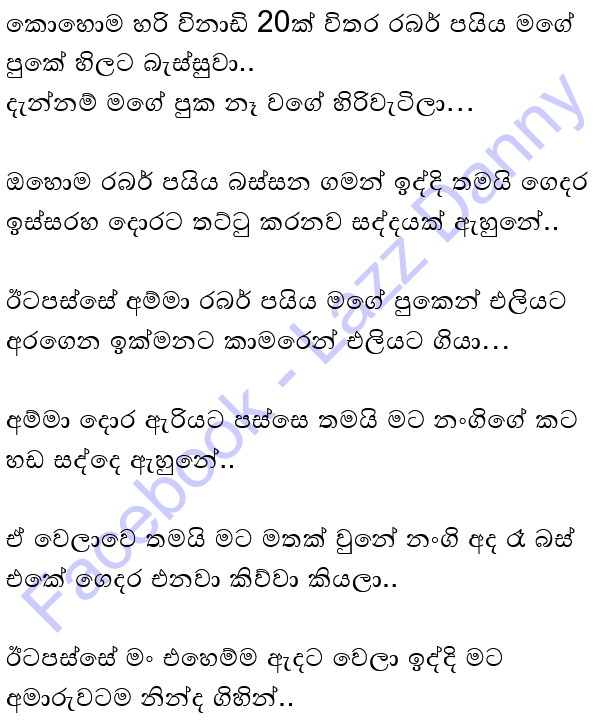 කොහොම හරි විනාඩි 20ක් විතර රබර් පයිය මගේ
පුකේ හිලට බැස්සුවා..
දැන්නම් මගේ පුක නෑ වගේ හිරිවැටිලා...
ඔහොම රබර් පයිය බස්සන ගමන් ඉද්දි තමයි ගෙදර
ඉස්සරහ දොරට තට්ටු කරනව සද්දයක් ඇහුනේ..
ඊටපස්සේ අම්මා රබර් පයිය මගේ පුකෙන් එලියට
අරගෙන ඉක්මනට කාමරෙන් එලියට ගියා...
අම්මා දොර ඇරියට පස්සෙ තමයි මට නංගිගේ කට
හඩ සද්දෙ ඇහුනේ..
ඒ වෙලාවෙ තමයි මට මතක් වුනේ නංගි අද රෑ බස්
එකේ ගෙදර එනවා කිව්වා කියලා..
ඊටපස්සේ මං එහෙම්ම ඇදට වෙලා ඉද්දි මට
අමාරුවටම නින්ද ගිහින්..
Facebook - Lazz Danny